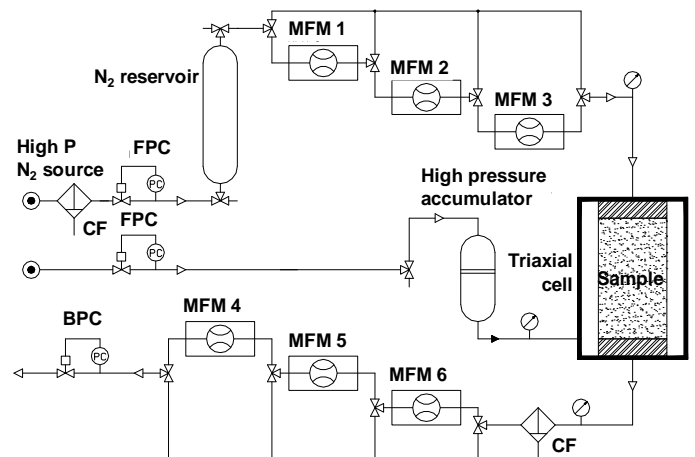 MFM 1
N2 reservoir
MFM 2
MFM 3
High P
N2 source
FPC
PC
CF
High pressure
accumulator
FPC
PC
Triaxial
cell
Sample
BPC
PC
MFM 4
MFM 5
MFM 6
CF